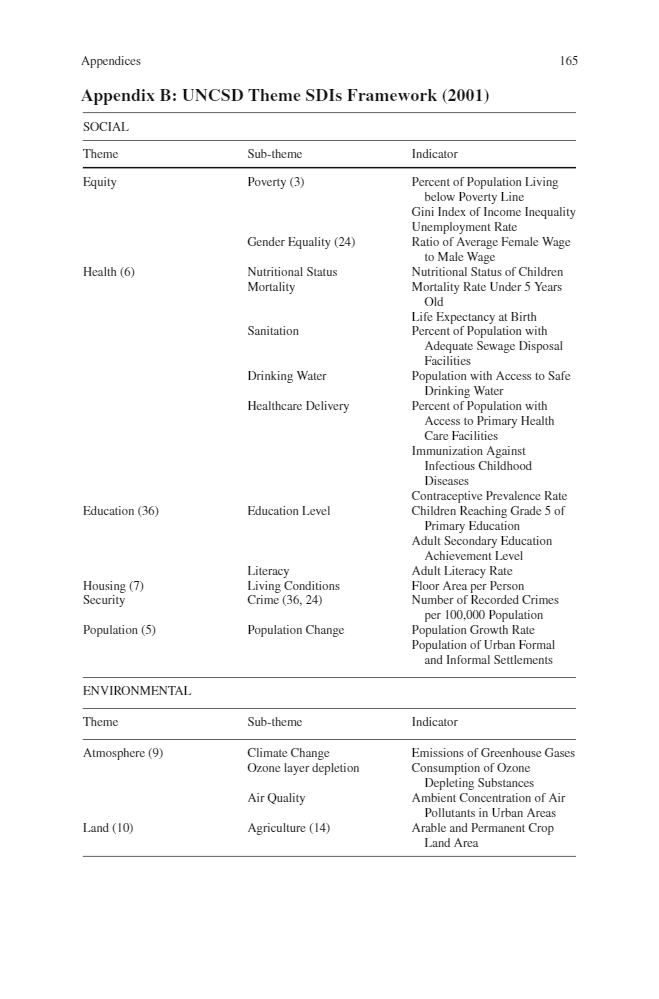 Appendices 165
Appendix B: UNCSD Theme SDIs Framework (2001)
SOCIAL
Theme Sub-theme Indicator
Equity Poverty (3) Percent of Population Living
below Poverty Line
Gini Index of Income Inequality
Unemployment Rate
Gender Equality (24) Ratio of Average Female Wage
to Male Wage
Health (6) Nutritional Status Nutritional Status of Children
Mortality Mortality Rate Under 5 Years
Old
Life Expectancy at Birth
Sanitation Percent of Population with
Adequate Sewage Disposal
Facilities
Drinking Water Population with Access to Safe
Drinking Water
Healthcare Delivery Percent of Population with
Access to Primary Health
Care Facilities
Immunization Against
Infectious Childhood
Diseases
Contraceptive Prevalence Rate
Education (36) Education Level Children Reaching Grade 5 of
Primary Education
Adult Secondary Education
Achievement Level
Literacy Adult Literacy Rate
Housing (7) Living Conditions Floor Area per Person
Security Crime (36, 24) Number of Recorded Crimes
per 100,000 Population
Population (5) Population Change Population Growth Rate
Population of Urban Formal
and Informal Settlements
ENVIRONMENTAL
Theme Sub-theme Indicator
Atmosphere (9) Climate Change Emissions of Greenhouse Gases
Ozone layer depletion Consumption of Ozone
Depleting Substances
Air Quality Ambient Concentration of Air
Pollutants in Urban Areas
Land (10) Agriculture (14) Arable and Permanent Crop
Land Area